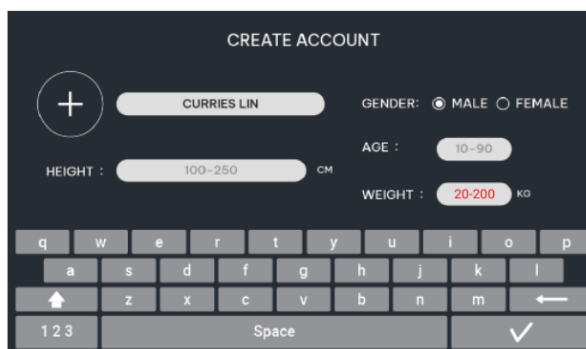 CREATE ACCOUNT
CURRIES LIN
GENDER: MALE FEMALE
HEIGHT : 100-250 CM
AGE : 10-90
WEIGHT : 20-200 KG
q w e r t y u i o p
a s d f g h j k l
z x c v b n m
123 Space